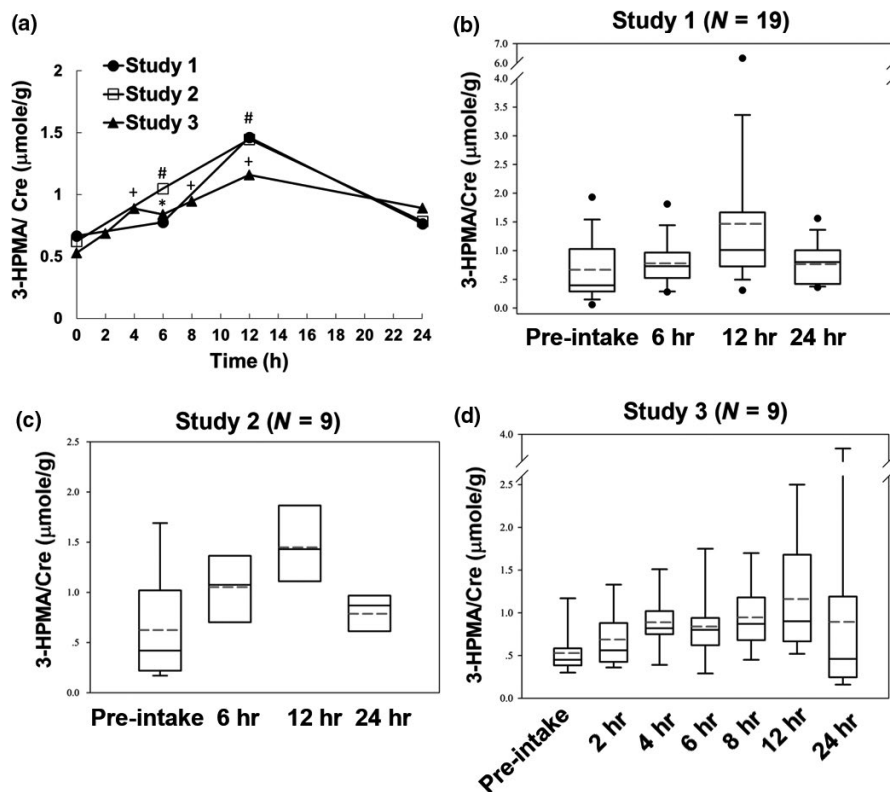 (a)
3-HPMA/ Cre (μmole/g)
2
1.5
1
0.5
0
Study 1
Study 2
Study 3
+
#
*
+
#
+
0 2 4 6 8 10 12 14 16 18 20 22 24
Time (h)
(b) Study 1 (N = 19)
3-HPMA/Cre (μmole/g)
7.0
6.0
4.0
3.5
3.0
2.5
2.0
1.5
1.0
.5
0.0
Pre-intake 6 hr 12 hr 24 hr
(c) Study 2 (N = 9)
3-HPMA/Cre (μmole/g)
2.5
2.0
1.5
1.0
.5
0.0
Pre-intake 6 hr 12 hr 24 hr
(d) Study 3 (N = 9)
3-HPMA/Cre (μmole/g)
4.0
2.5
2.0
1.5
1.0
.5
0.0
Pre-intake 2 hr 4 hr 6 hr 8 hr 12 hr 24 hr